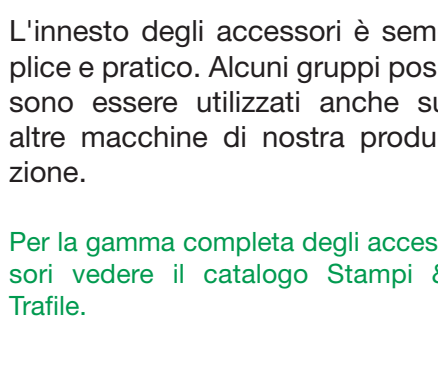 L'innesto degli accessori è sem
plice e pratico. Alcuni gruppi pos
sono essere utilizzati anche su
altre macchine di nostra produ
zione.
Per la gamma completa degli acces
sori vedere il catalogo Stampi &
Trafile.